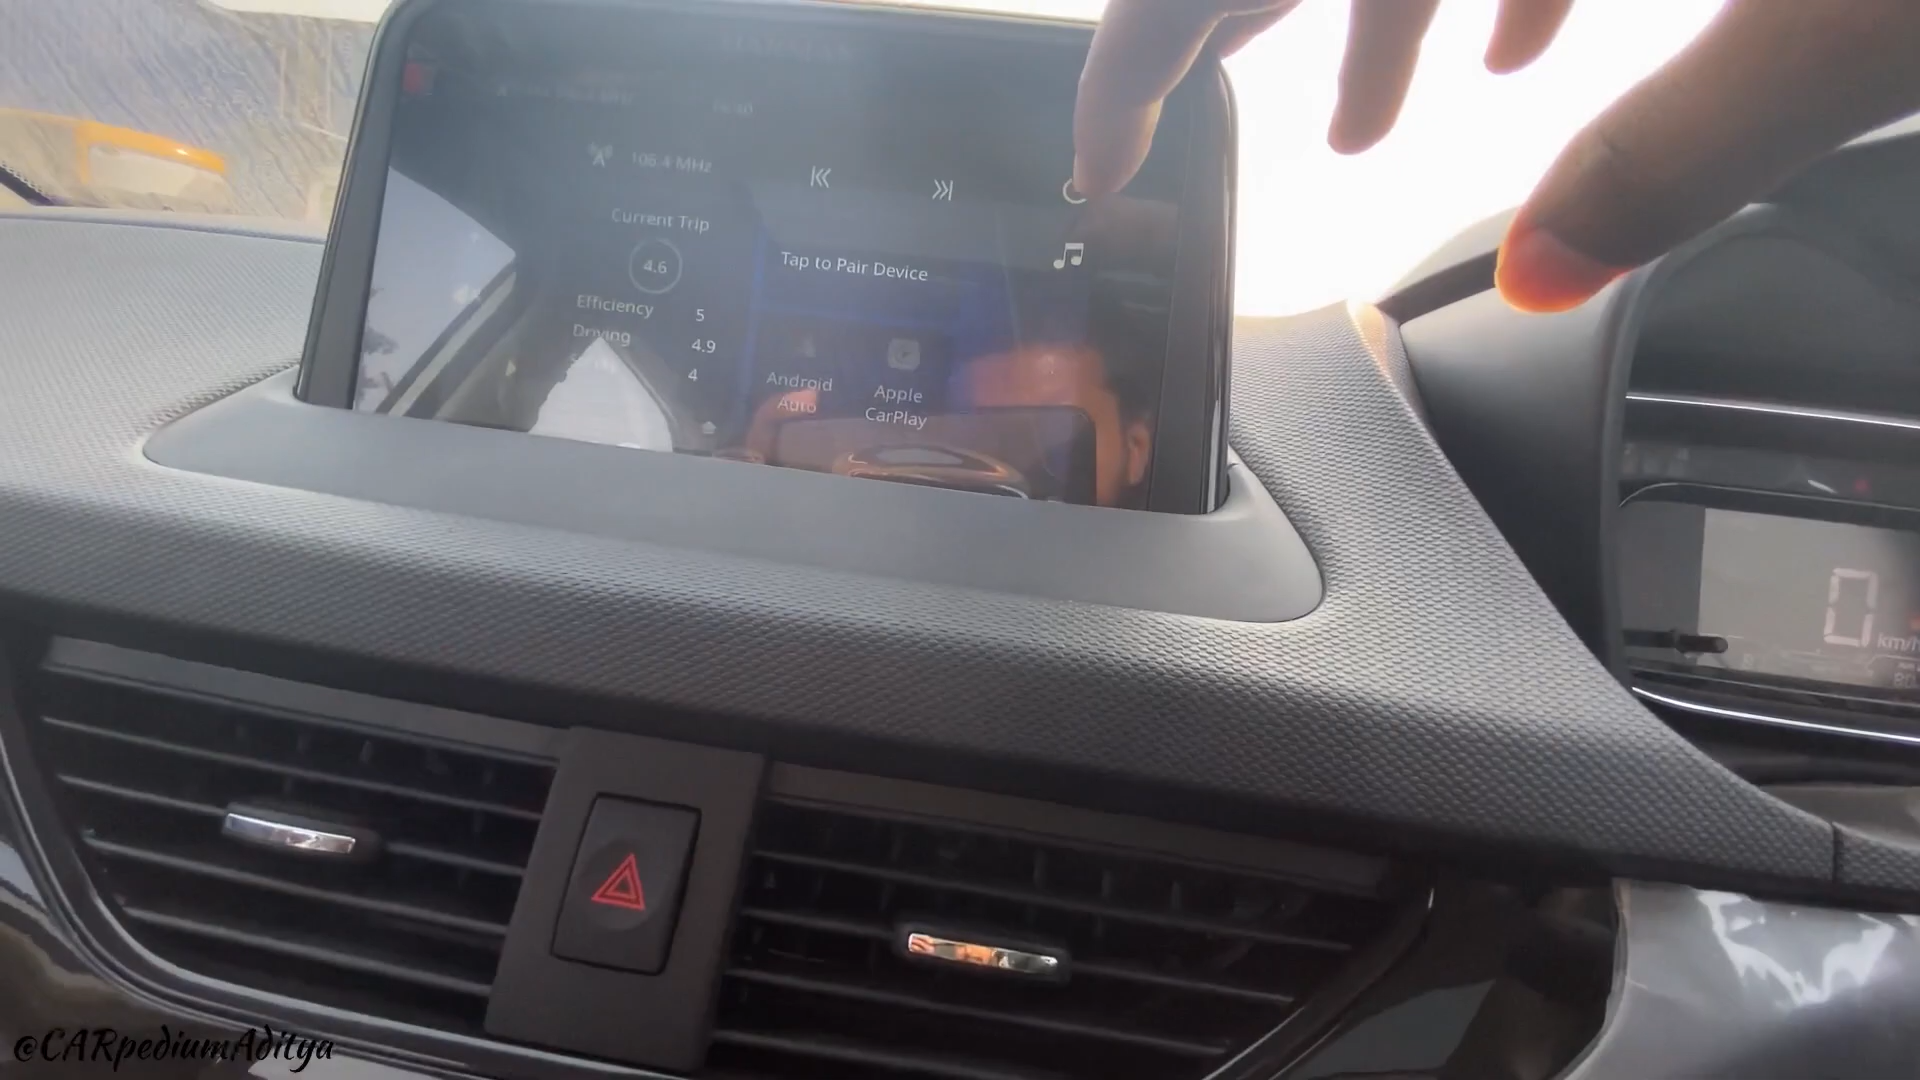 106.4 MHz
Current Trip
4.6
Tap to Pair Device
Efficiency 5
Driving 4.9
4
Android
Auto
Apple
CarPlay
0
km/h
@CARpediumAditya